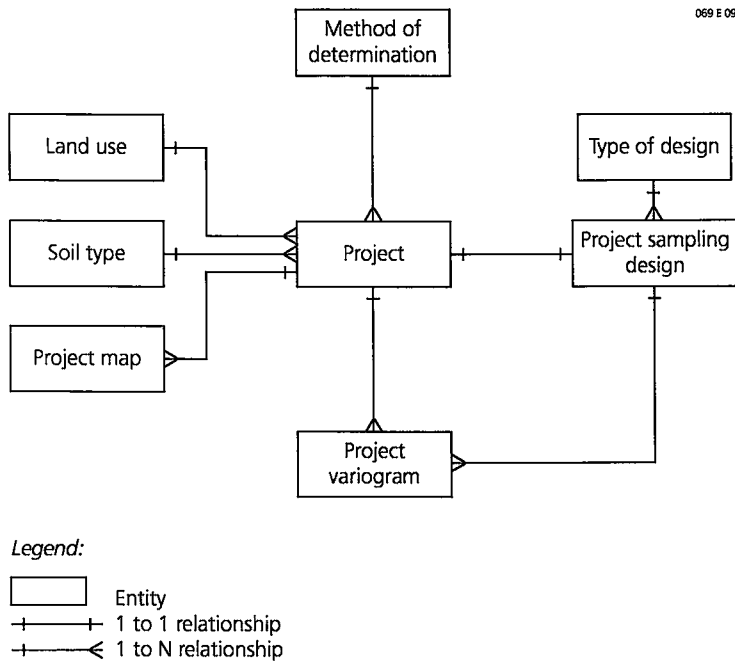 069 E 09
Method of
determination
Land use
Type of design
Soil type
Project
Project sampling
design
Project map
Project
variogram
Legend:
Entity
1 to 1 relationship
1 to N relationship